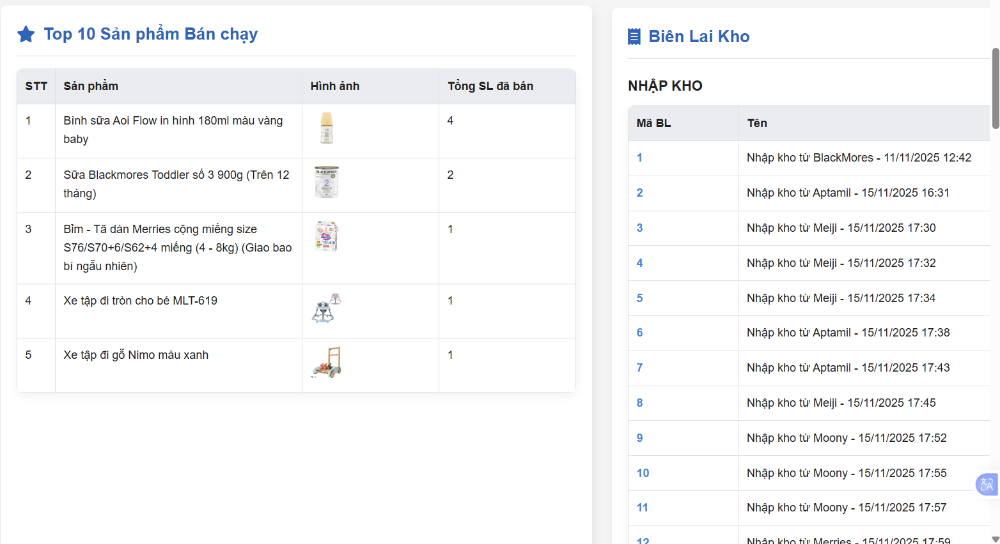 Top 10 Sản phẩm Bán chạy
STT Sản phẩm Hình ảnh Tổng SL đã bán
1 Bình sữa Aoi Flow in hình 180ml màu vàng baby 4
2 Sữa Blackmores Toddler số 3 900g (Trên 12 tháng) 2
BLACKMORES
2
3 Bỉm - Tã dán Merries cộng miếng size S76/S70+6/S62+4 miếng (4 - 8kg) (Giao bao bì ngẫu nhiên) 1
4 Xe tập đi tròn cho bé MLT-619 1
5 Xe tập đi gỗ Nimo màu xanh 1
Biên Lai Kho
NHẬP KHO
Mã BL Tên
1 Nhập kho từ BlackMores - 11/11/2025 12:42
2 Nhập kho từ Aptamil - 15/11/2025 16:31
3 Nhập kho từ Meiji - 15/11/2025 17:30
4 Nhập kho từ Meiji - 15/11/2025 17:32
5 Nhập kho từ Meiji - 15/11/2025 17:34
6 Nhập kho từ Aptamil - 15/11/2025 17:38
7 Nhập kho từ Aptamil - 15/11/2025 17:43
8 Nhập kho từ Meiji - 15/11/2025 17:45
9 Nhập kho từ Moony - 15/11/2025 17:52
10 Nhập kho từ Moony - 15/11/2025 17:55
11 Nhập kho từ Moony - 15/11/2025 17:57
12 Nhập kho từ Merries - 15/11/2025 17:59